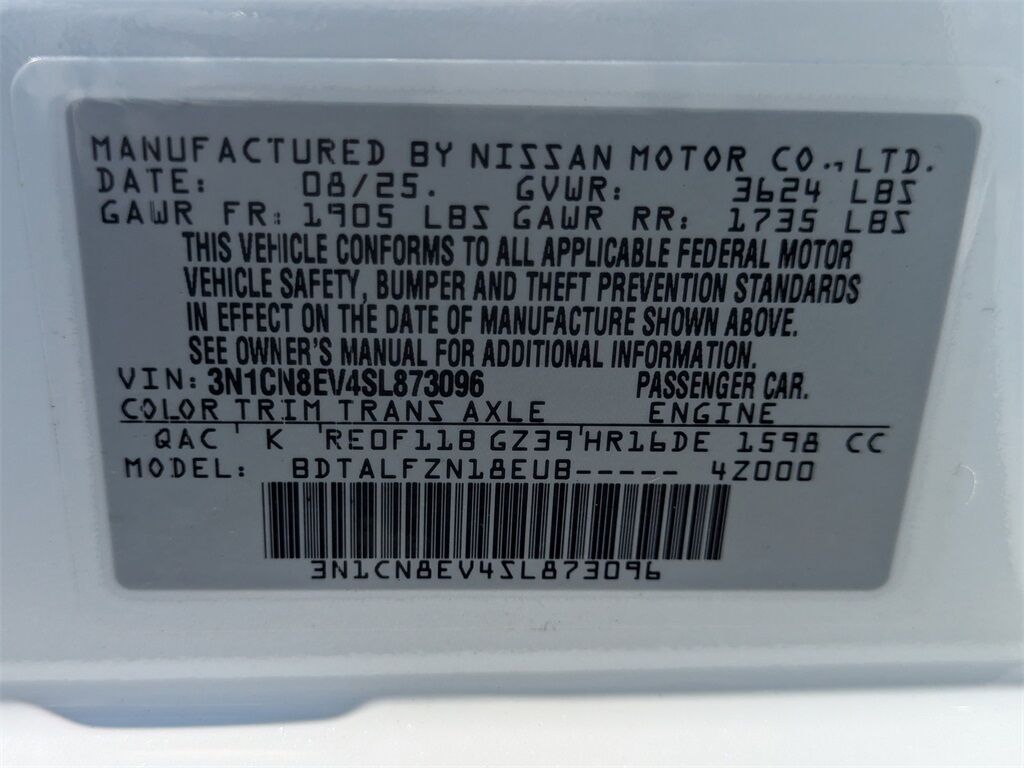 MANUFACTURED BY NISSAN MOTOR CO., LTD.
DATE: 08/25. GVWR: 3624 LBS
GAWR FR: 1905 LBS GAWR RR: 1735 LBS
THIS VEHICLE CONFORMS TO ALL APPLICABLE FEDERAL MOTOR
VEHICLE SAFETY, BUMPER AND THEFT PREVENTION STANDARDS
IN EFFECT ON THE DATE OF MANUFACTURE SHOWN ABOVE.
SEE OWNER'S MANUAL FOR ADDITIONAL INFORMATION.
VIN: 3N1CN8EV4SL873096 PASSENGER CAR.
COLOR TRIM TRANS AXLE ENGINE
QAC ' K ' RE0F11B GZ39 ' HR16DE 1598 CC
MODEL: BDTALFZN18EUB----- 4Z000
3N1CN8EV4SL873096